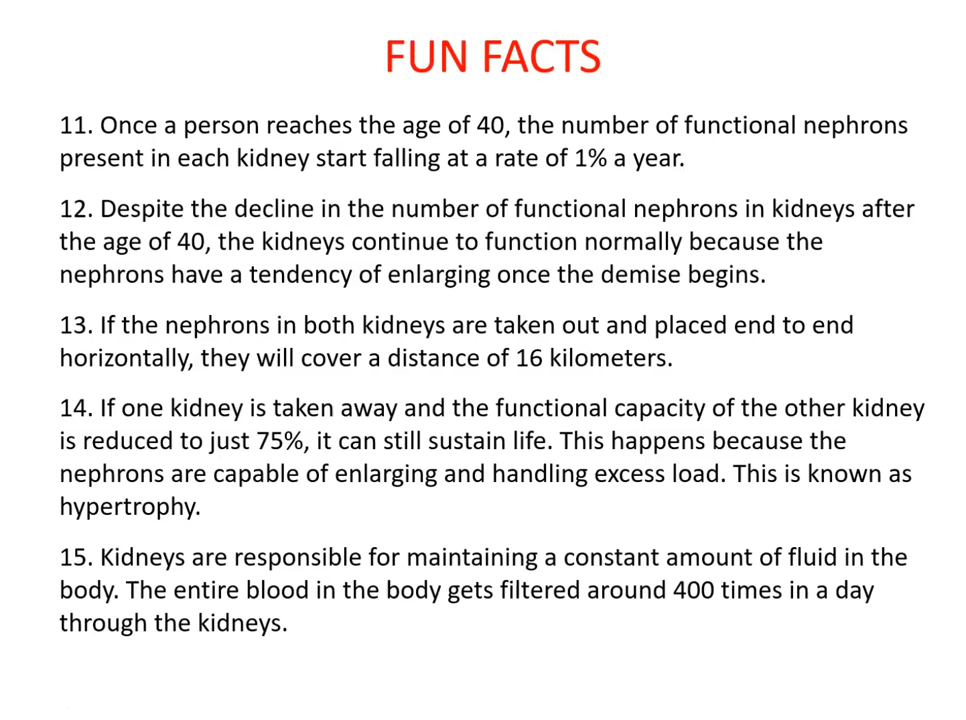 FUN FACTS
11. Once a person reaches the age of 40, the number of functional nephrons
present in each kidney start falling at a rate of 1% a year.
12. Despite the decline in the number of functional nephrons in kidneys after
the age of 40, the kidneys continue to function normally because the
nephrons have a tendency of enlarging once the demise begins.
13. If the nephrons in both kidneys are taken out and placed end to end
horizontally, they will cover a distance of 16 kilometers.
14. If one kidney is taken away and the functional capacity of the other kidney
is reduced to just 75%, it can still sustain life. This happens because the
nephrons are capable of enlarging and handling excess load. This is known as
hypertrophy.
15. Kidneys are responsible for maintaining a constant amount of fluid in the
body. The entire blood in the body gets filtered around 400 times in a day
through the kidneys.